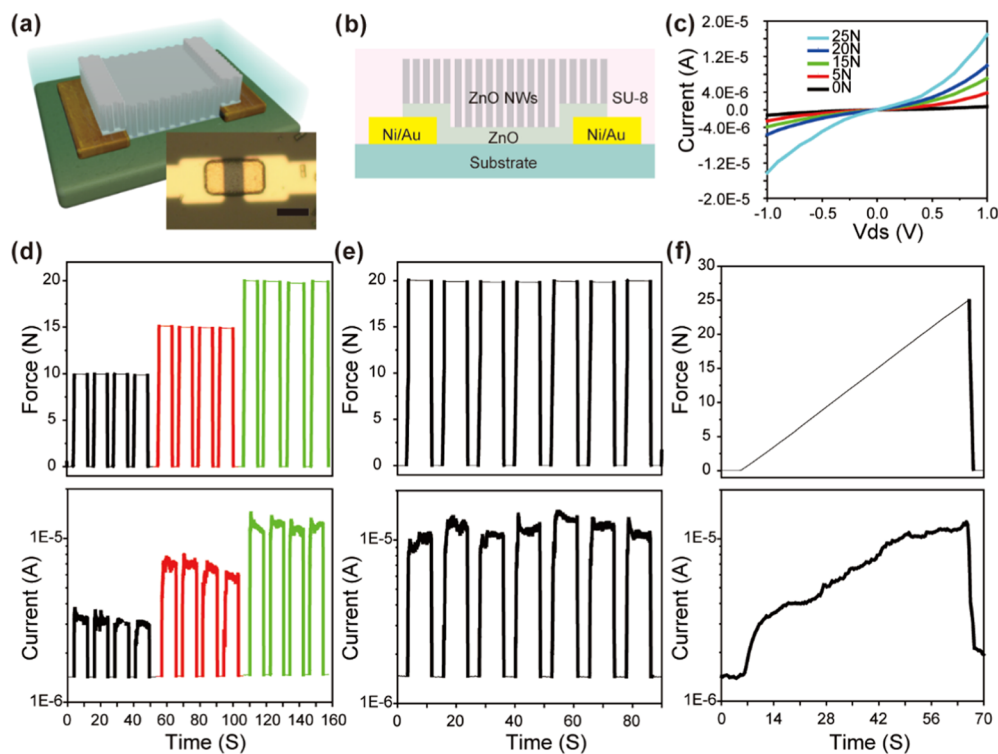 (a)
(b)
ZnO NWs
SU-8
Ni/Au
ZnO
Ni/Au
Substrate
(c)
2.0E-5
1.2E-5
4.0E-6
0.0
-4.0E-6
-1.2E-5
-2.0E-5
Current (A)
25N
20N
15N
5N
0N
-1.0 -0.5 0.0 0.5 1.0
Vds (V)
(d)
20
15
10
5
0
Force (N)
1E-5
1E-6
Current (A)
0 20 40 60 80 100 120 140 160
Time (S)
(e)
20
15
10
5
0
Force (N)
1E-5
1E-6
Current (A)
0 20 40 60 80
Time (S)
(f)
30
25
20
15
10
5
0
Force (N)
1E-5
1E-6
Current (A)
0 14 28 42 56 70
Time (S)